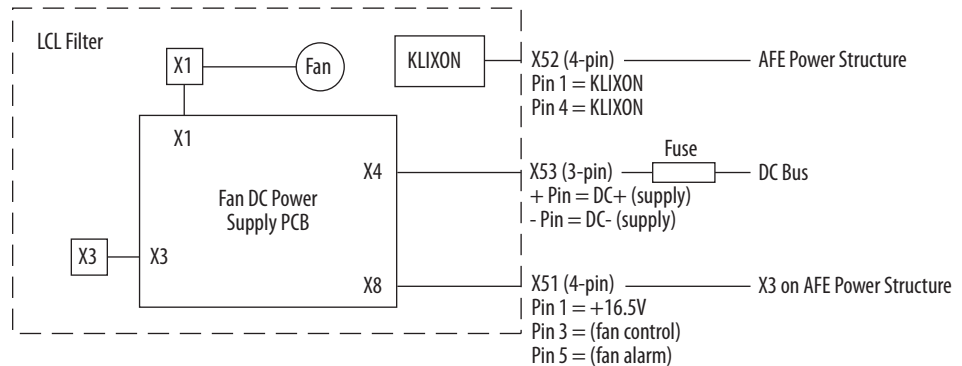 LCL Filter
X1
Fan
KLIXON
X52 (4-pin)
AFE Power Structure
Pin 1 = KLIXON
Pin 4 = KLIXON
X1
X4
Fan DC Power
Supply PCB
Fuse
X53 (3-pin)
DC Bus
+ Pin = DC+ (supply)
- Pin = DC- (supply)
X3
X3
X8
X51 (4-pin)
X3 on AFE Power Structure
Pin 1 = +16.5V
Pin 3 = (fan control)
Pin 5 = (fan alarm)